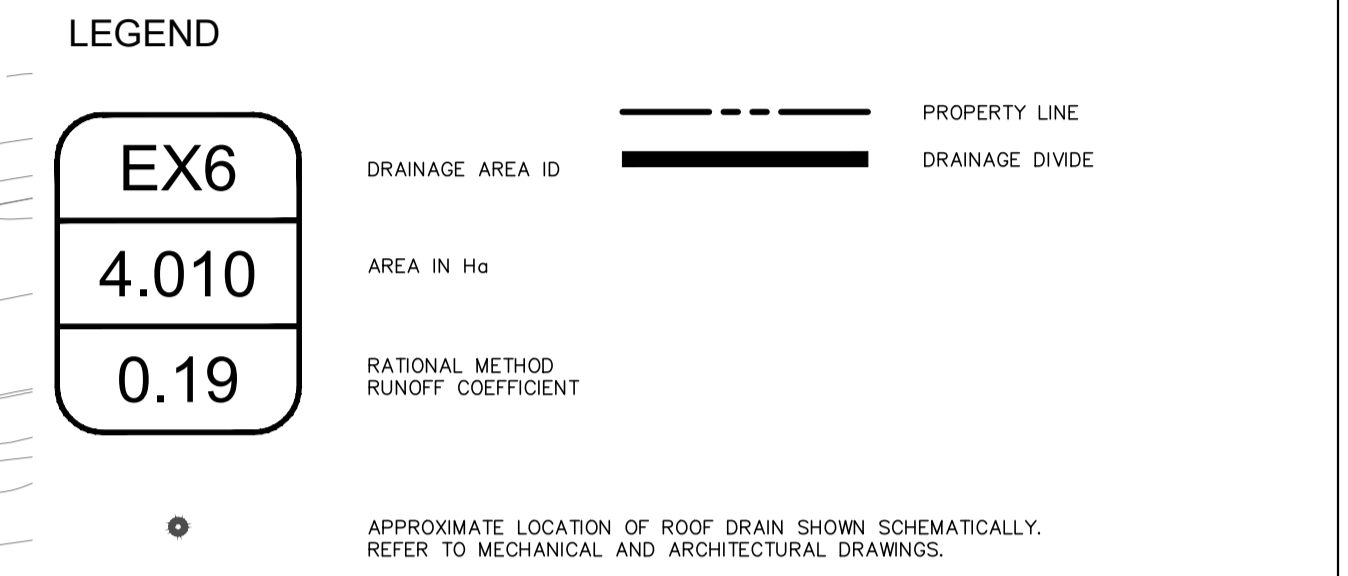 LEGEND
EX6
DRAINAGE AREA ID
4.010
AREA IN Ha
0.19
RATIONAL METHOD
RUNOFF COEFFICIENT
PROPERTY LINE
DRAINAGE DIVIDE
APPROXIMATE LOCATION OF ROOF DRAIN SHOWN SCHEMATICALLY.
REFER TO MECHANICAL AND ARCHITECTURAL DRAWINGS.